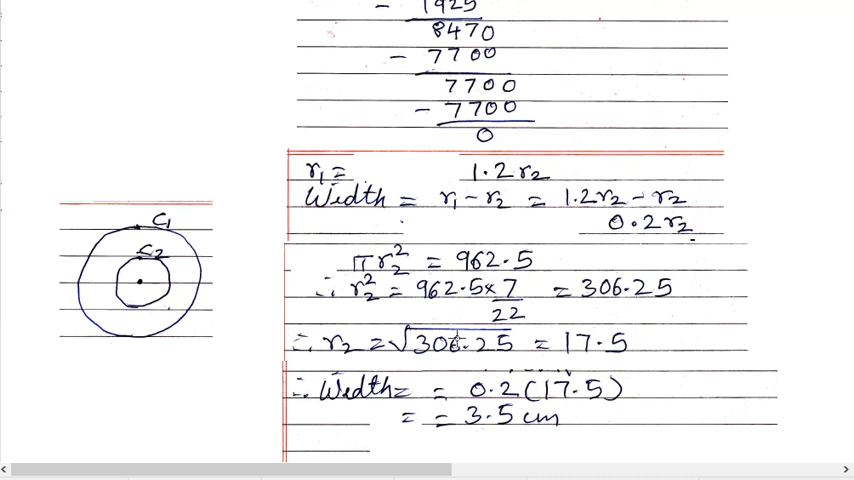 - 1925
8470
- 7700
7700
- 7700
0
r₁ = 1.2r₂
Width = r₁ - r₂ = 1.2r₂ - r₂
0.2r₂
C₁
C₂
πr₂² = 962.5
∴ r₂² = 962.5 × 7/22 = 306.25
∴ r₂ = √306.25 = 17.5
∴ Width = = 0.2(17.5)
= = 3.5 cm